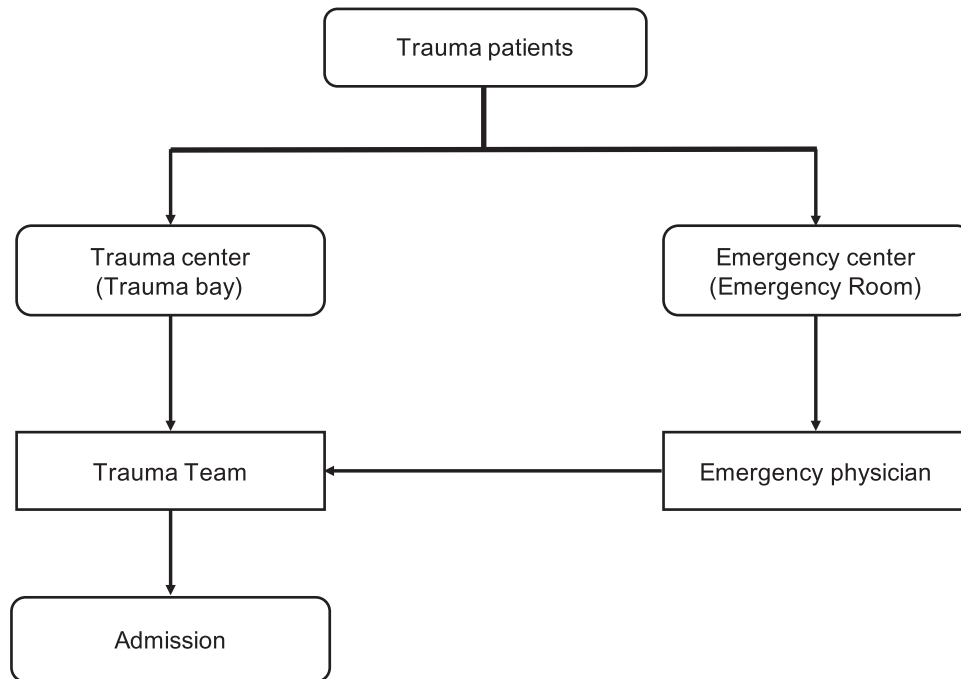 Trauma patients
Trauma center
(Trauma bay)
Emergency center
(Emergency Room)
Trauma Team
Emergency physician
Admission